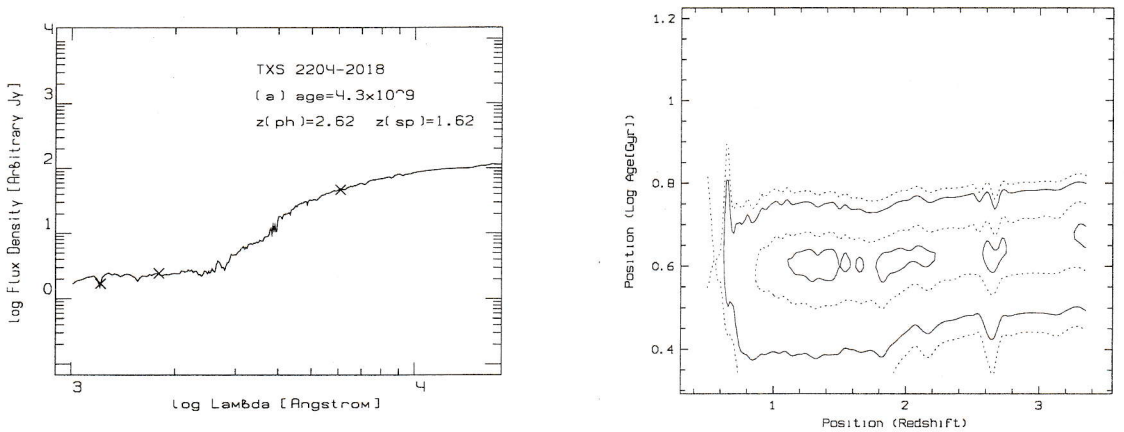 4
3
2
1
0
log Flux Density [Arbitrary Jy]
TXS 2204-2018
(a) age=4.3x10^9
z(ph)=2.62 z(sp)=1.62
3
4
log Lambda [Angstrom]
1.2
1
0.8
0.6
0.4
Position (Log Age[Gyr])
1
2
3
Position (Redshift)